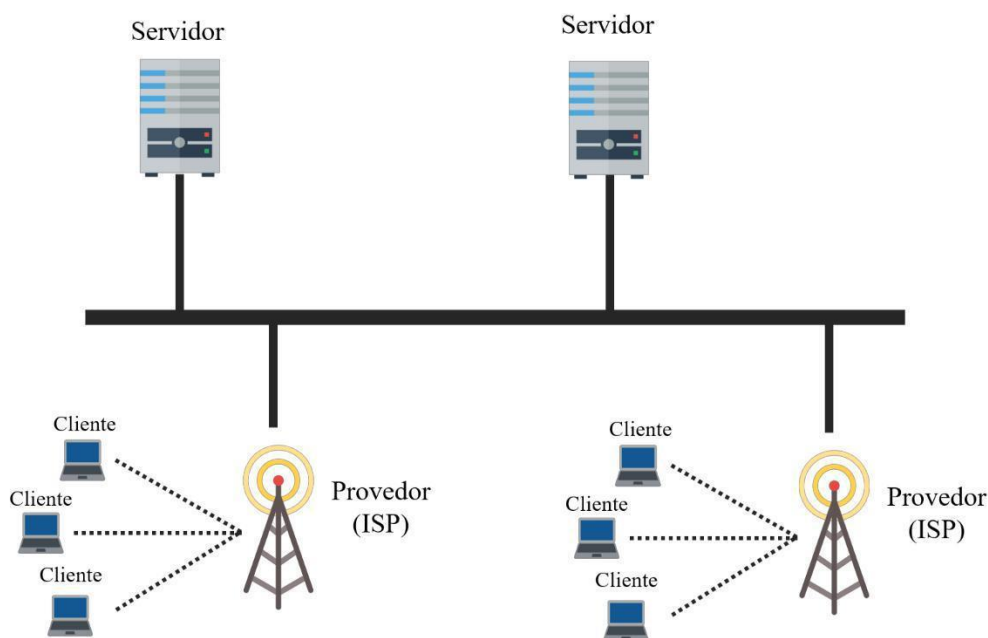 Servidor
Servidor
Cliente
Cliente
Cliente
Provedor
(ISP)
Cliente
Cliente
Cliente
Provedor
(ISP)